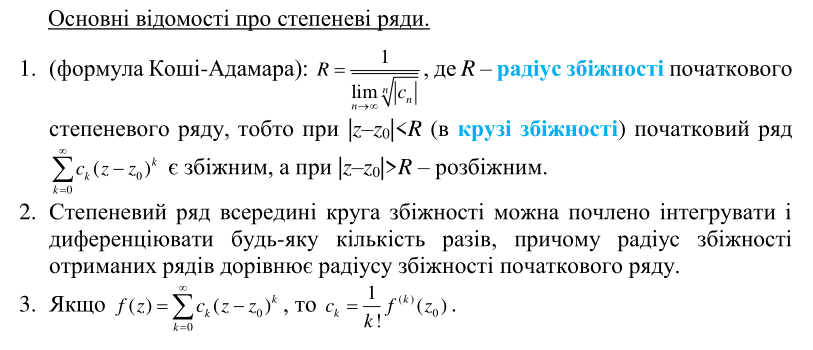 Основні відомості про степеневі ряди.
1. (формула Коші-Адамара): $R = \frac{1}{\overline{\lim\limits_{n \to \infty}} \sqrt[n]{|c_n|}}$, де R – радіус збіжності початкового
степеневого ряду, тобто при |z–z₀|<R (в крузі збіжності) початковий ряд
$\sum_{k=0}^{\infty} c_k (z - z_0)^k$ є збіжним, а при |z–z₀|>R – розбіжним.
2. Степеневий ряд всередині круга збіжності можна почлено інтегрувати і
диференціювати будь-яку кількість разів, причому радіус збіжності
отриманих рядів дорівнює радіусу збіжності початкового ряду.
3. Якщо $f(z) = \sum_{k=0}^{\infty} c_k (z - z_0)^k$, то $c_k = \frac{1}{k!} f^{(k)}(z_0)$.